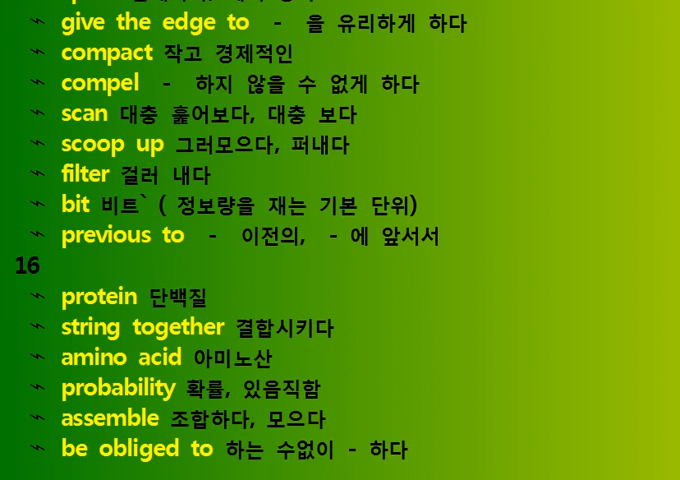 give the edge to - 을 유리하게 하다
compact 작고 경제적인
compel - 하지 않을 수 없게 하다
scan 대충 훑어보다, 대충 보다
scoop up 그러모으다, 퍼내다
filter 걸러 내다
bit 비트` ( 정보량을 재는 기본 단위)
previous to - 이전의, - 에 앞서서
16
protein 단백질
string together 결합시키다
amino acid 아미노산
probability 확률, 있음직함
assemble 조합하다, 모으다
be obliged to 하는 수없이 - 하다